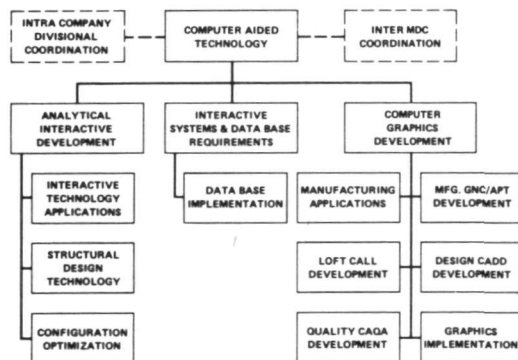 INTRA COMPANY
DIVISIONAL
COORDINATION
COMPUTER AIDED
TECHNOLOGY
INTER MDC
COORDINATION
ANALYTICAL
INTERACTIVE
DEVELOPMENT
INTERACTIVE
SYSTEMS & DATA BASE
REQUIREMENTS
COMPUTER
GRAPHICS
DEVELOPMENT
INTERACTIVE
TECHNOLOGY
APPLICATIONS
DATA BASE
IMPLEMENTATION
MANUFACTURING
APPLICATIONS
MFG. GNC/APT
DEVELOPMENT
STRUCTURAL
DESIGN
TECHNOLOGY
LOFT CALL
DEVELOPMENT
DESIGN CADD
DEVELOPMENT
CONFIGURATION
OPTIMIZATION
QUALITY CAQA
DEVELOPMENT
GRAPHICS
IMPLEMENTATION